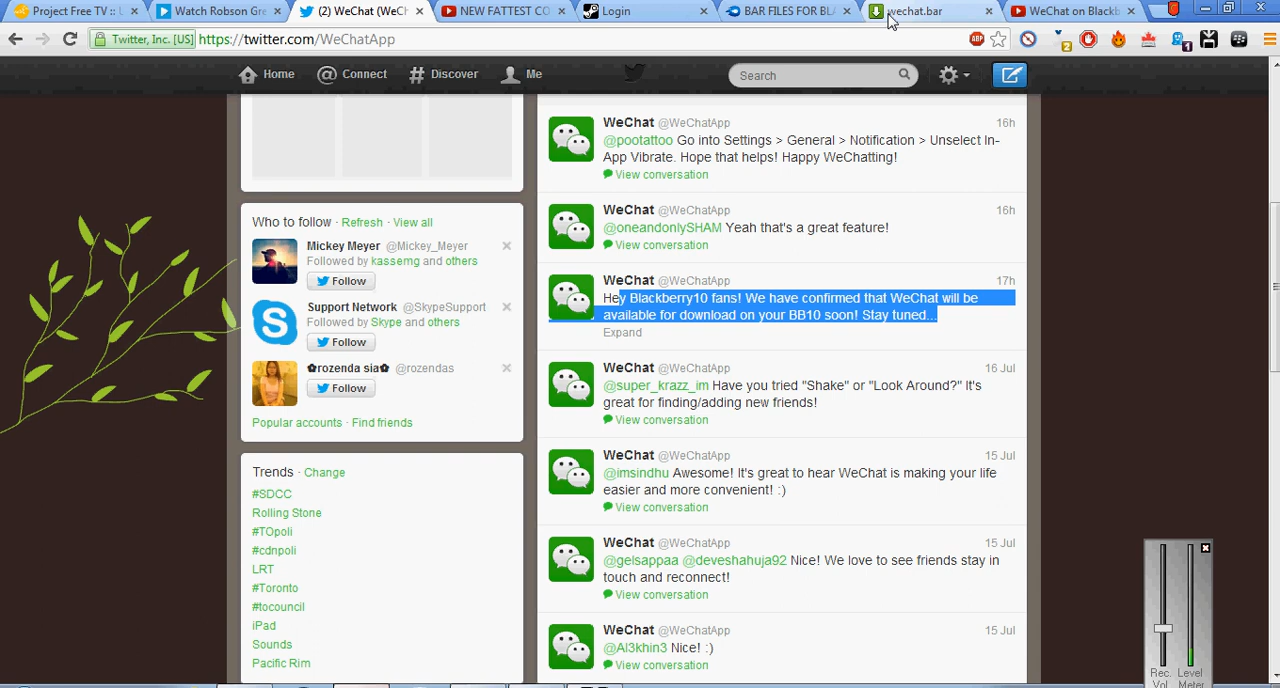 Project Free TV :: L
Watch Robson Gre
(2) WeChat (WeCh
NEW FATTEST CO
Login
BAR FILES FOR BL
wechat.bar
WeChat on Blackb
Twitter, Inc. [US]
https://twitter.com/WeChatApp
ABP
2
1
Home
Connect
Discover
Me
Search
Who to follow · Refresh · View all
Mickey Meyer @Mickey_Meyer
Followed by kassemg and others
Follow
Support Network @SkypeSupport
Followed by Skype and others
Follow
✿rozenda sia✿ @rozendas
Follow
Popular accounts · Find friends
Trends · Change
#SDCC
Rolling Stone
#TOpoli
#cdnpoli
LRT
#Toronto
#tocouncil
iPad
Sounds
Pacific Rim
WeChat @WeChatApp 16h
@pootattoo Go into Settings > General > Notification > Unselect In-
App Vibrate. Hope that helps! Happy WeChatting!
View conversation
WeChat @WeChatApp 16h
@oneandonlySHAM Yeah that's a great feature!
View conversation
WeChat @WeChatApp 17h
Hey Blackberry10 fans! We have confirmed that WeChat will be
available for download on your BB10 soon! Stay tuned...
Expand
WeChat @WeChatApp 16 Jul
@super_krazz_im Have you tried "Shake" or "Look Around?" It's
great for finding/adding new friends!
View conversation
WeChat @WeChatApp 15 Jul
@imsindhu Awesome! It's great to hear WeChat is making your life
easier and more convenient! :)
View conversation
WeChat @WeChatApp 15 Jul
@gelsappaa @deveshahuja92 Nice! We love to see friends stay in
touch and reconnect!
View conversation
WeChat @WeChatApp 15 Jul
@Al3khin3 Nice! :)
View conversation
Rec. Level
Vol Meter